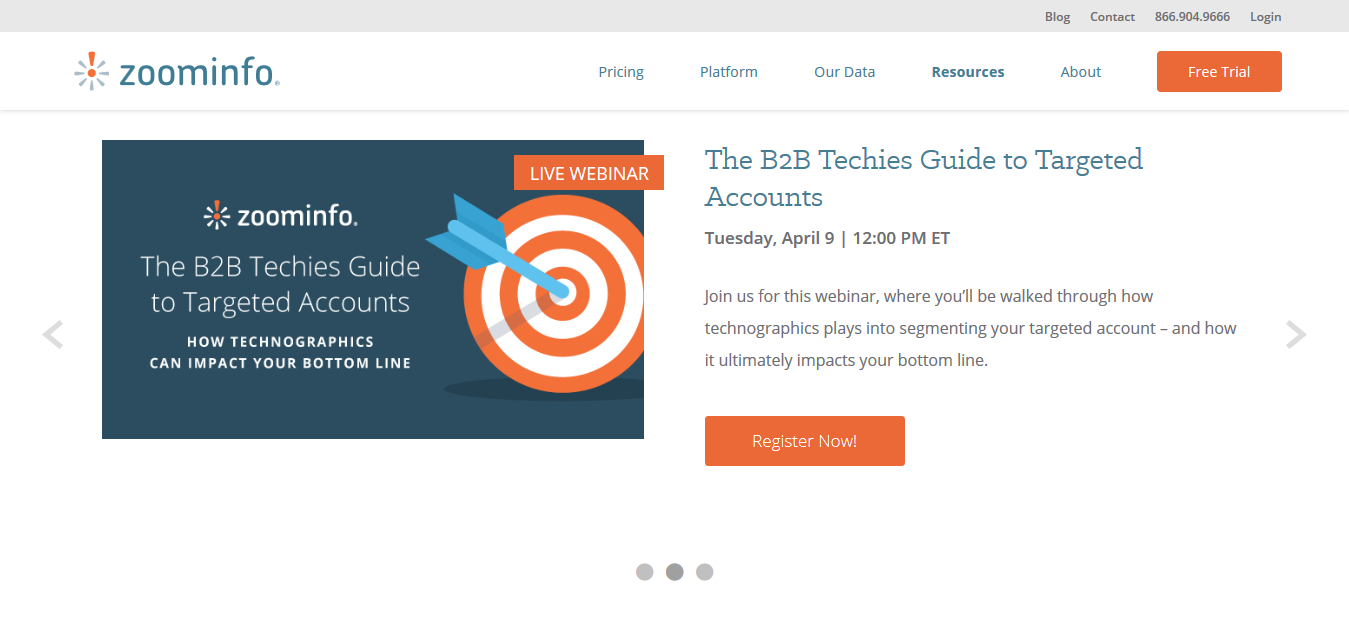 Blog Contact 866.904.9666 Login
zoominfo
Pricing Platform Our Data Resources About Free Trial
LIVE WEBINAR
zoominfo
The B2B Techies Guide
to Targeted Accounts
HOW TECHNOGRAPHICS
CAN IMPACT YOUR BOTTOM LINE
The B2B Techies Guide to Targeted
Accounts
Tuesday, April 9 | 12:00 PM ET
Join us for this webinar, where you’ll be walked through how
technographics plays into segmenting your targeted account – and how
it ultimately impacts your bottom line.
Register Now!